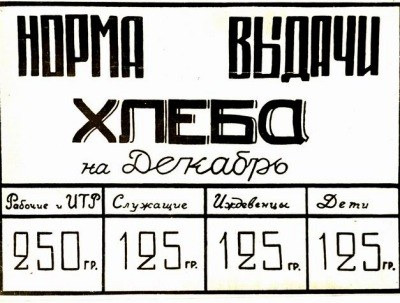 НОРМА ВЫДАЧИ
ХЛЕБА
на Декабрь
Рабочие и ИТР Служащие Иждевенцы Дети
250 ГР. 125 ГР. 125 ГР. 125 ГР.